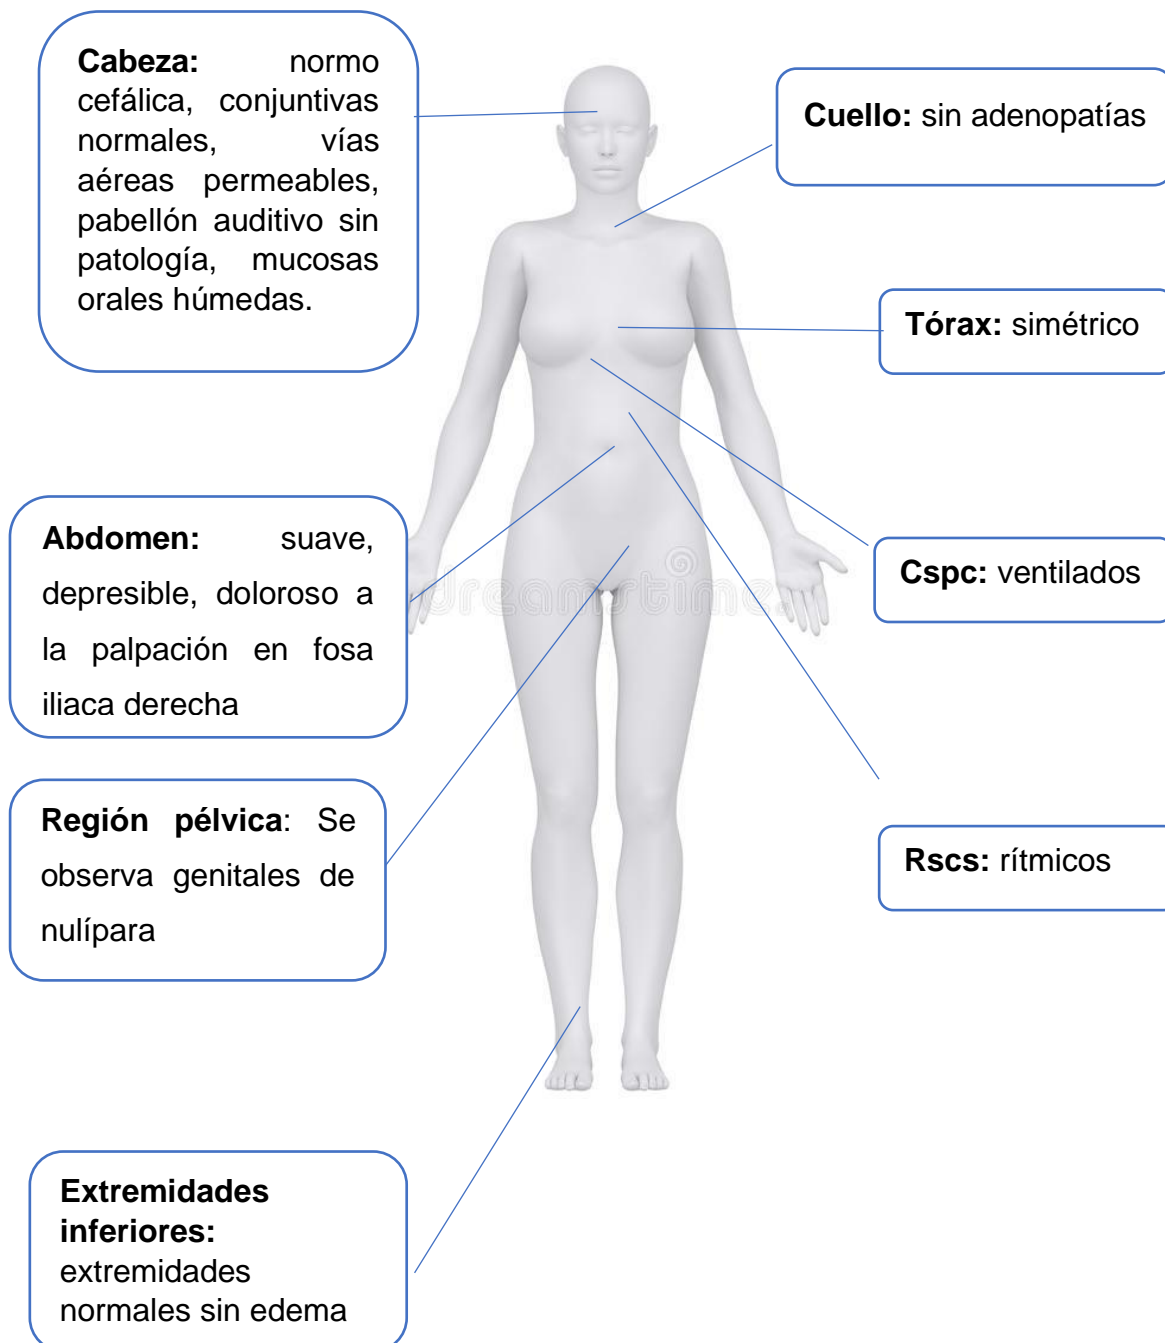 Cabeza: normo
cefálica, conjuntivas
normales, vías
aéreas permeables,
pabellón auditivo sin
patología, mucosas
orales húmedas.
Cuello: sin adenopatías
Tórax: simétrico
Abdomen: suave,
depresible, doloroso a
la palpación en fosa
iliaca derecha
Cspc: ventilados
dreamstime.
Región pélvica: Se
observa genitales de
nulípara
Rscs: rítmicos
Extremidades
inferiores:
extremidades
normales sin edema